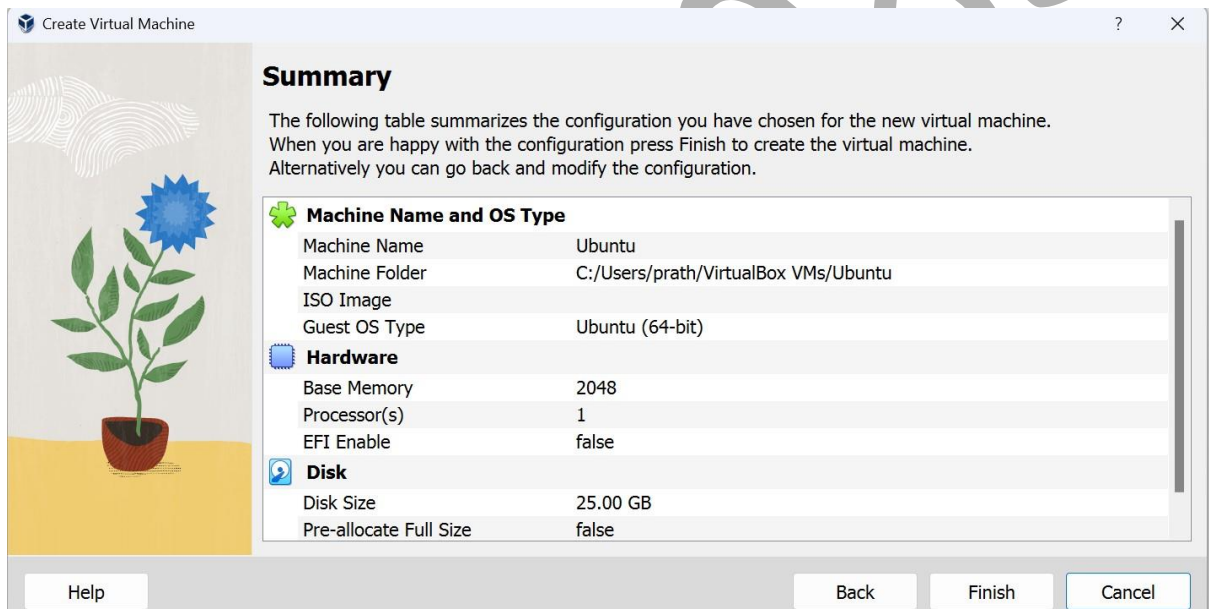 Create Virtual Machine
?
Summary
The following table summarizes the configuration you have chosen for the new virtual machine.
When you are happy with the configuration press Finish to create the virtual machine.
Alternatively you can go back and modify the configuration.
Machine Name and OS Type
Machine Name Ubuntu
Machine Folder C:/Users/prath/VirtualBox VMs/Ubuntu
ISO Image
Guest OS Type Ubuntu (64-bit)
Hardware
Base Memory 2048
Processor(s) 1
EFI Enable false
Disk
Disk Size 25.00 GB
Pre-allocate Full Size false
Help Back Finish Cancel